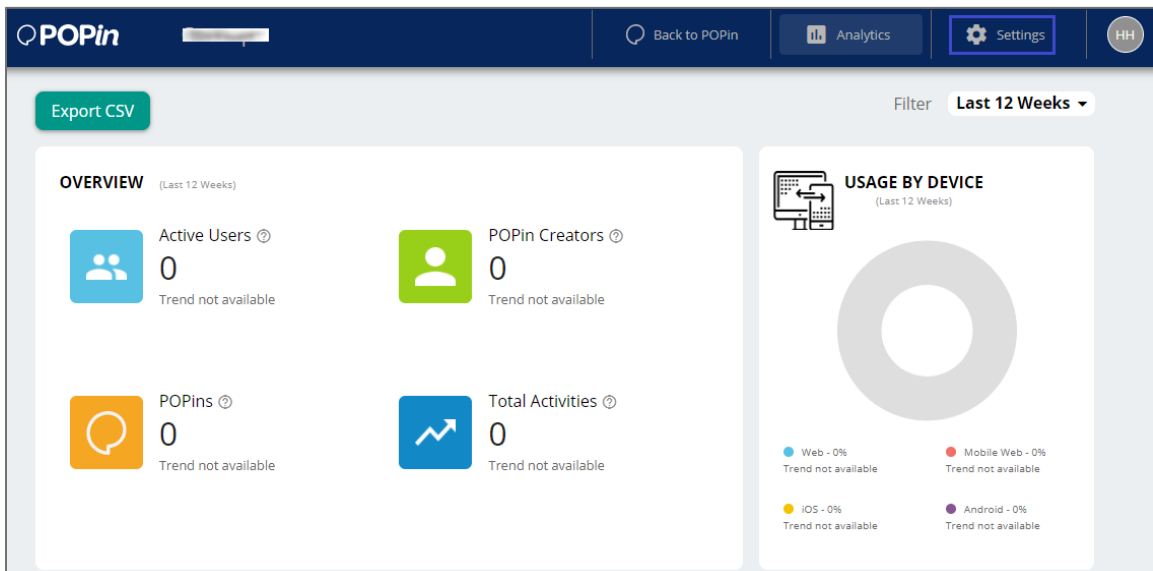 POPin
Back to POPin
Analytics
Settings
HH
Export CSV
Filter Last 12 Weeks
OVERVIEW (Last 12 Weeks)
Active Users
0
Trend not available
POPin Creators
0
Trend not available
POPins
0
Trend not available
Total Activities
0
Trend not available
USAGE BY DEVICE
(Last 12 Weeks)
Web - 0%
Trend not available
Mobile Web - 0%
Trend not available
iOS - 0%
Trend not available
Android - 0%
Trend not available